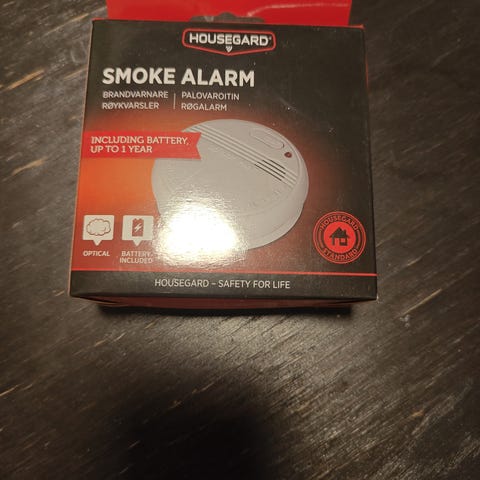 HOUSEGARD
SMOKE ALARM
BRANDVARNARE | PALOVAROITIN
RØYKVARSLER | RØGALARM
INCLUDING BATTERY,
UP TO 1 YEAR
OPTICAL
BATTERY
INCLUDED
HOUSEGARD
STANDARD
HOUSEGARD – SAFETY FOR LIFE